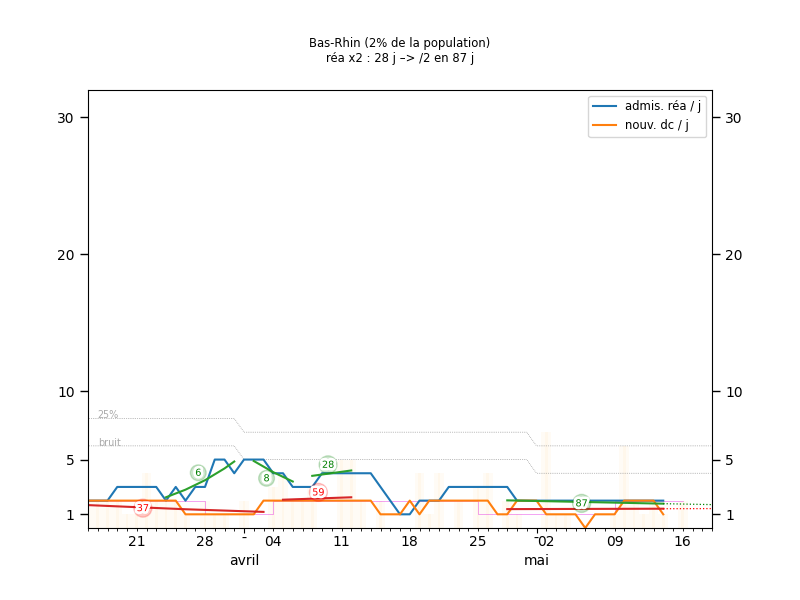 Bas-Rhin (2% de la population)
réa x2 : 28 j –> /2 en 87 j
admis. réa / j
nouv. dc / j
30 30
20 20
10 10
25%
bruit
5 5
6
8
28
59
37
87
1 1
21 28 - 04 11 18 25 - 02 09 16
avril mai